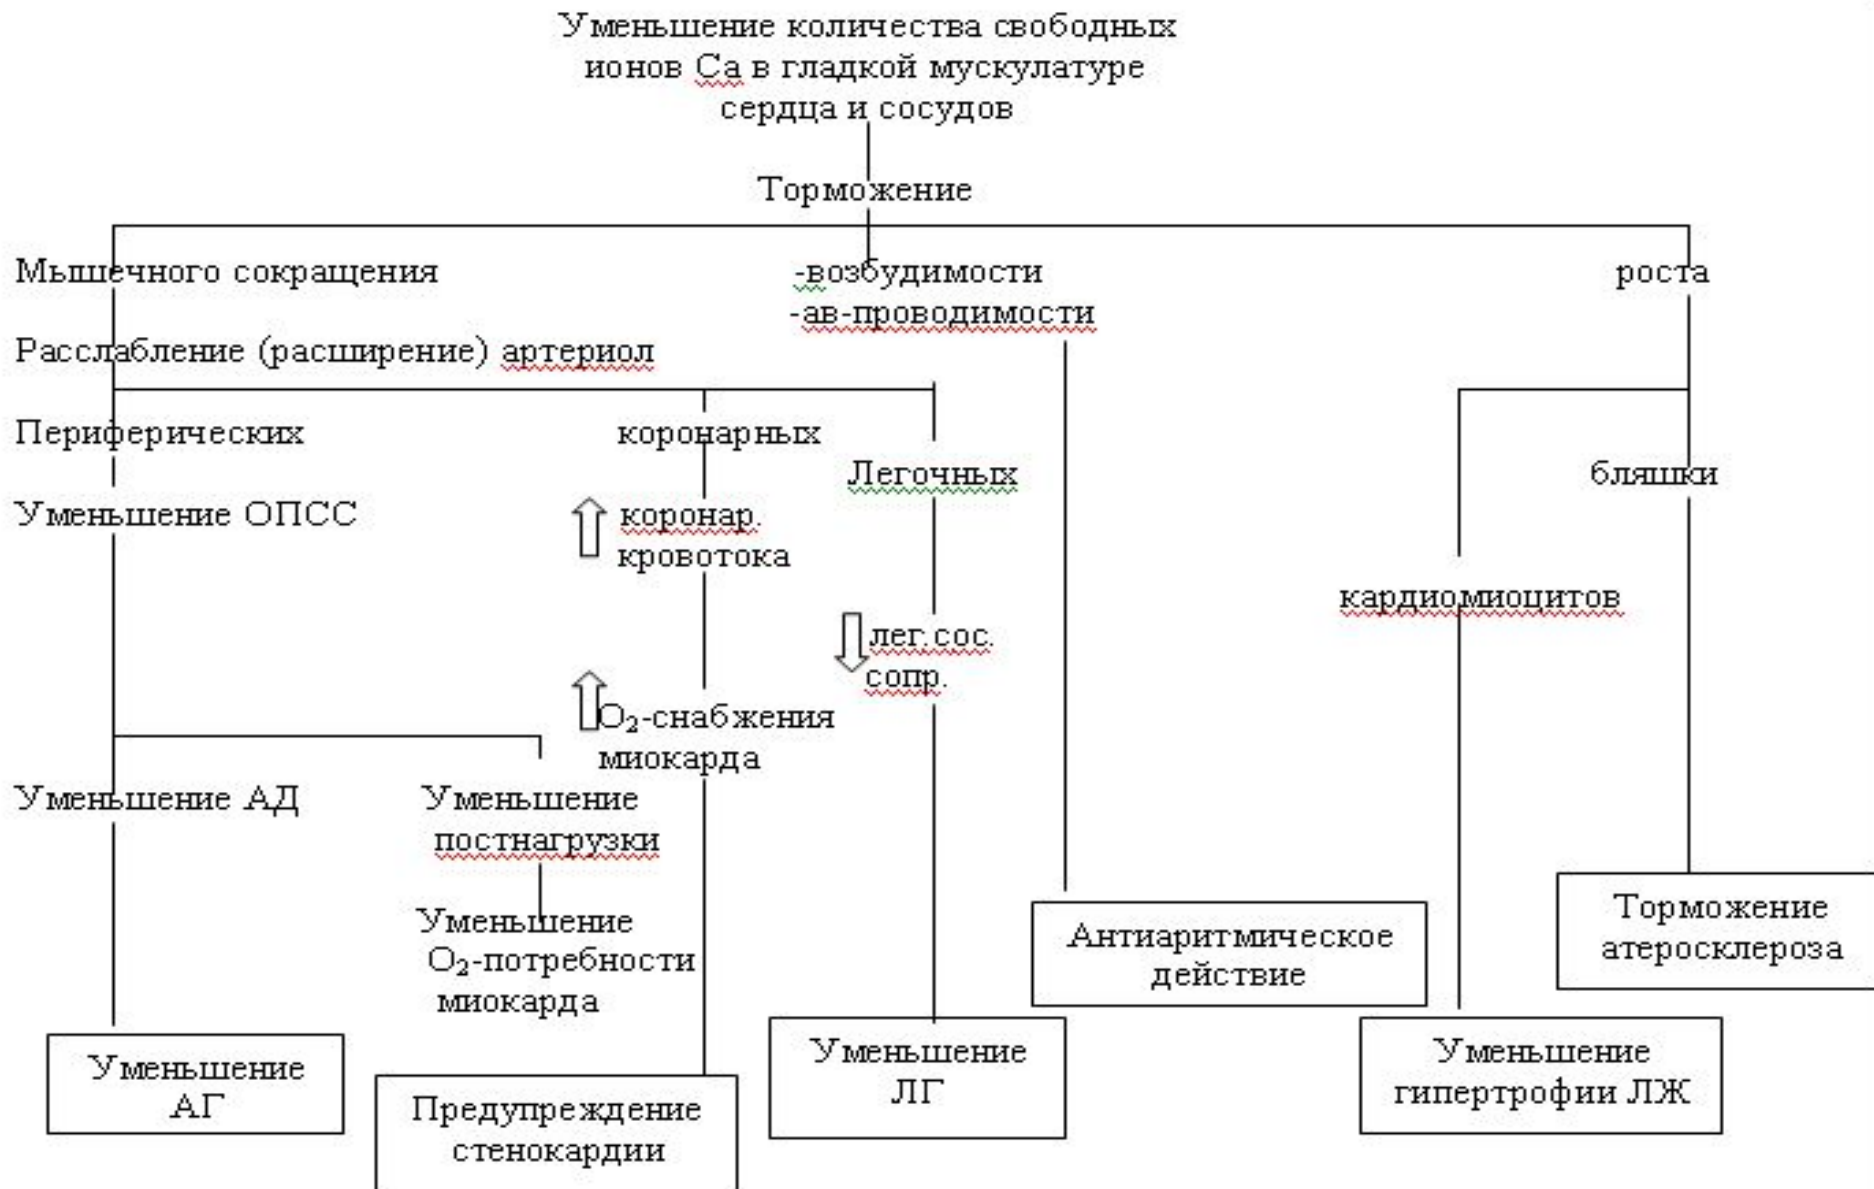 Уменьшение количества свободных
ионов Са в гладкой мускулатуре
сердца и сосудов
Торможение
Мышечного сокращения
-возбудимости
-ав-проводимости
роста
Расслабление (расширение) артериол
Периферических
коронарных
Легочных
бляшки
Уменьшение ОПСС
коронар.
кровотока
кардиомиоцитов
лег.сос.
сопр.
О₂-снабжения
миокарда
Уменьшение АД
Уменьшение
постнагрузки
Уменьшение
О₂-потребности
миокарда
Антиаритмическое
действие
Торможение
атеросклероза
Уменьшение
АГ
Предупреждение
стенокардии
Уменьшение
ЛГ
Уменьшение
гипертрофии ЛЖ